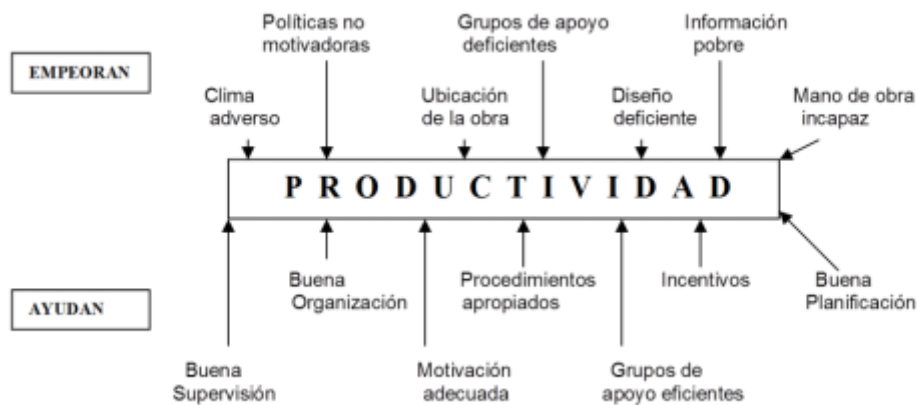 Políticas no
motivadoras
Grupos de apoyo
deficientes
Información
pobre
EMPEORAN
Clima
adverso
Ubicación
de la obra
Diseño
deficiente
Mano de obra
incapaz
PRODUCTIVIDAD
Buena
Organización
Procedimientos
apropiados
Incentivos
Buena
Planificación
AYUDAN
Buena
Supervisión
Motivación
adecuada
Grupos de
apoyo eficientes